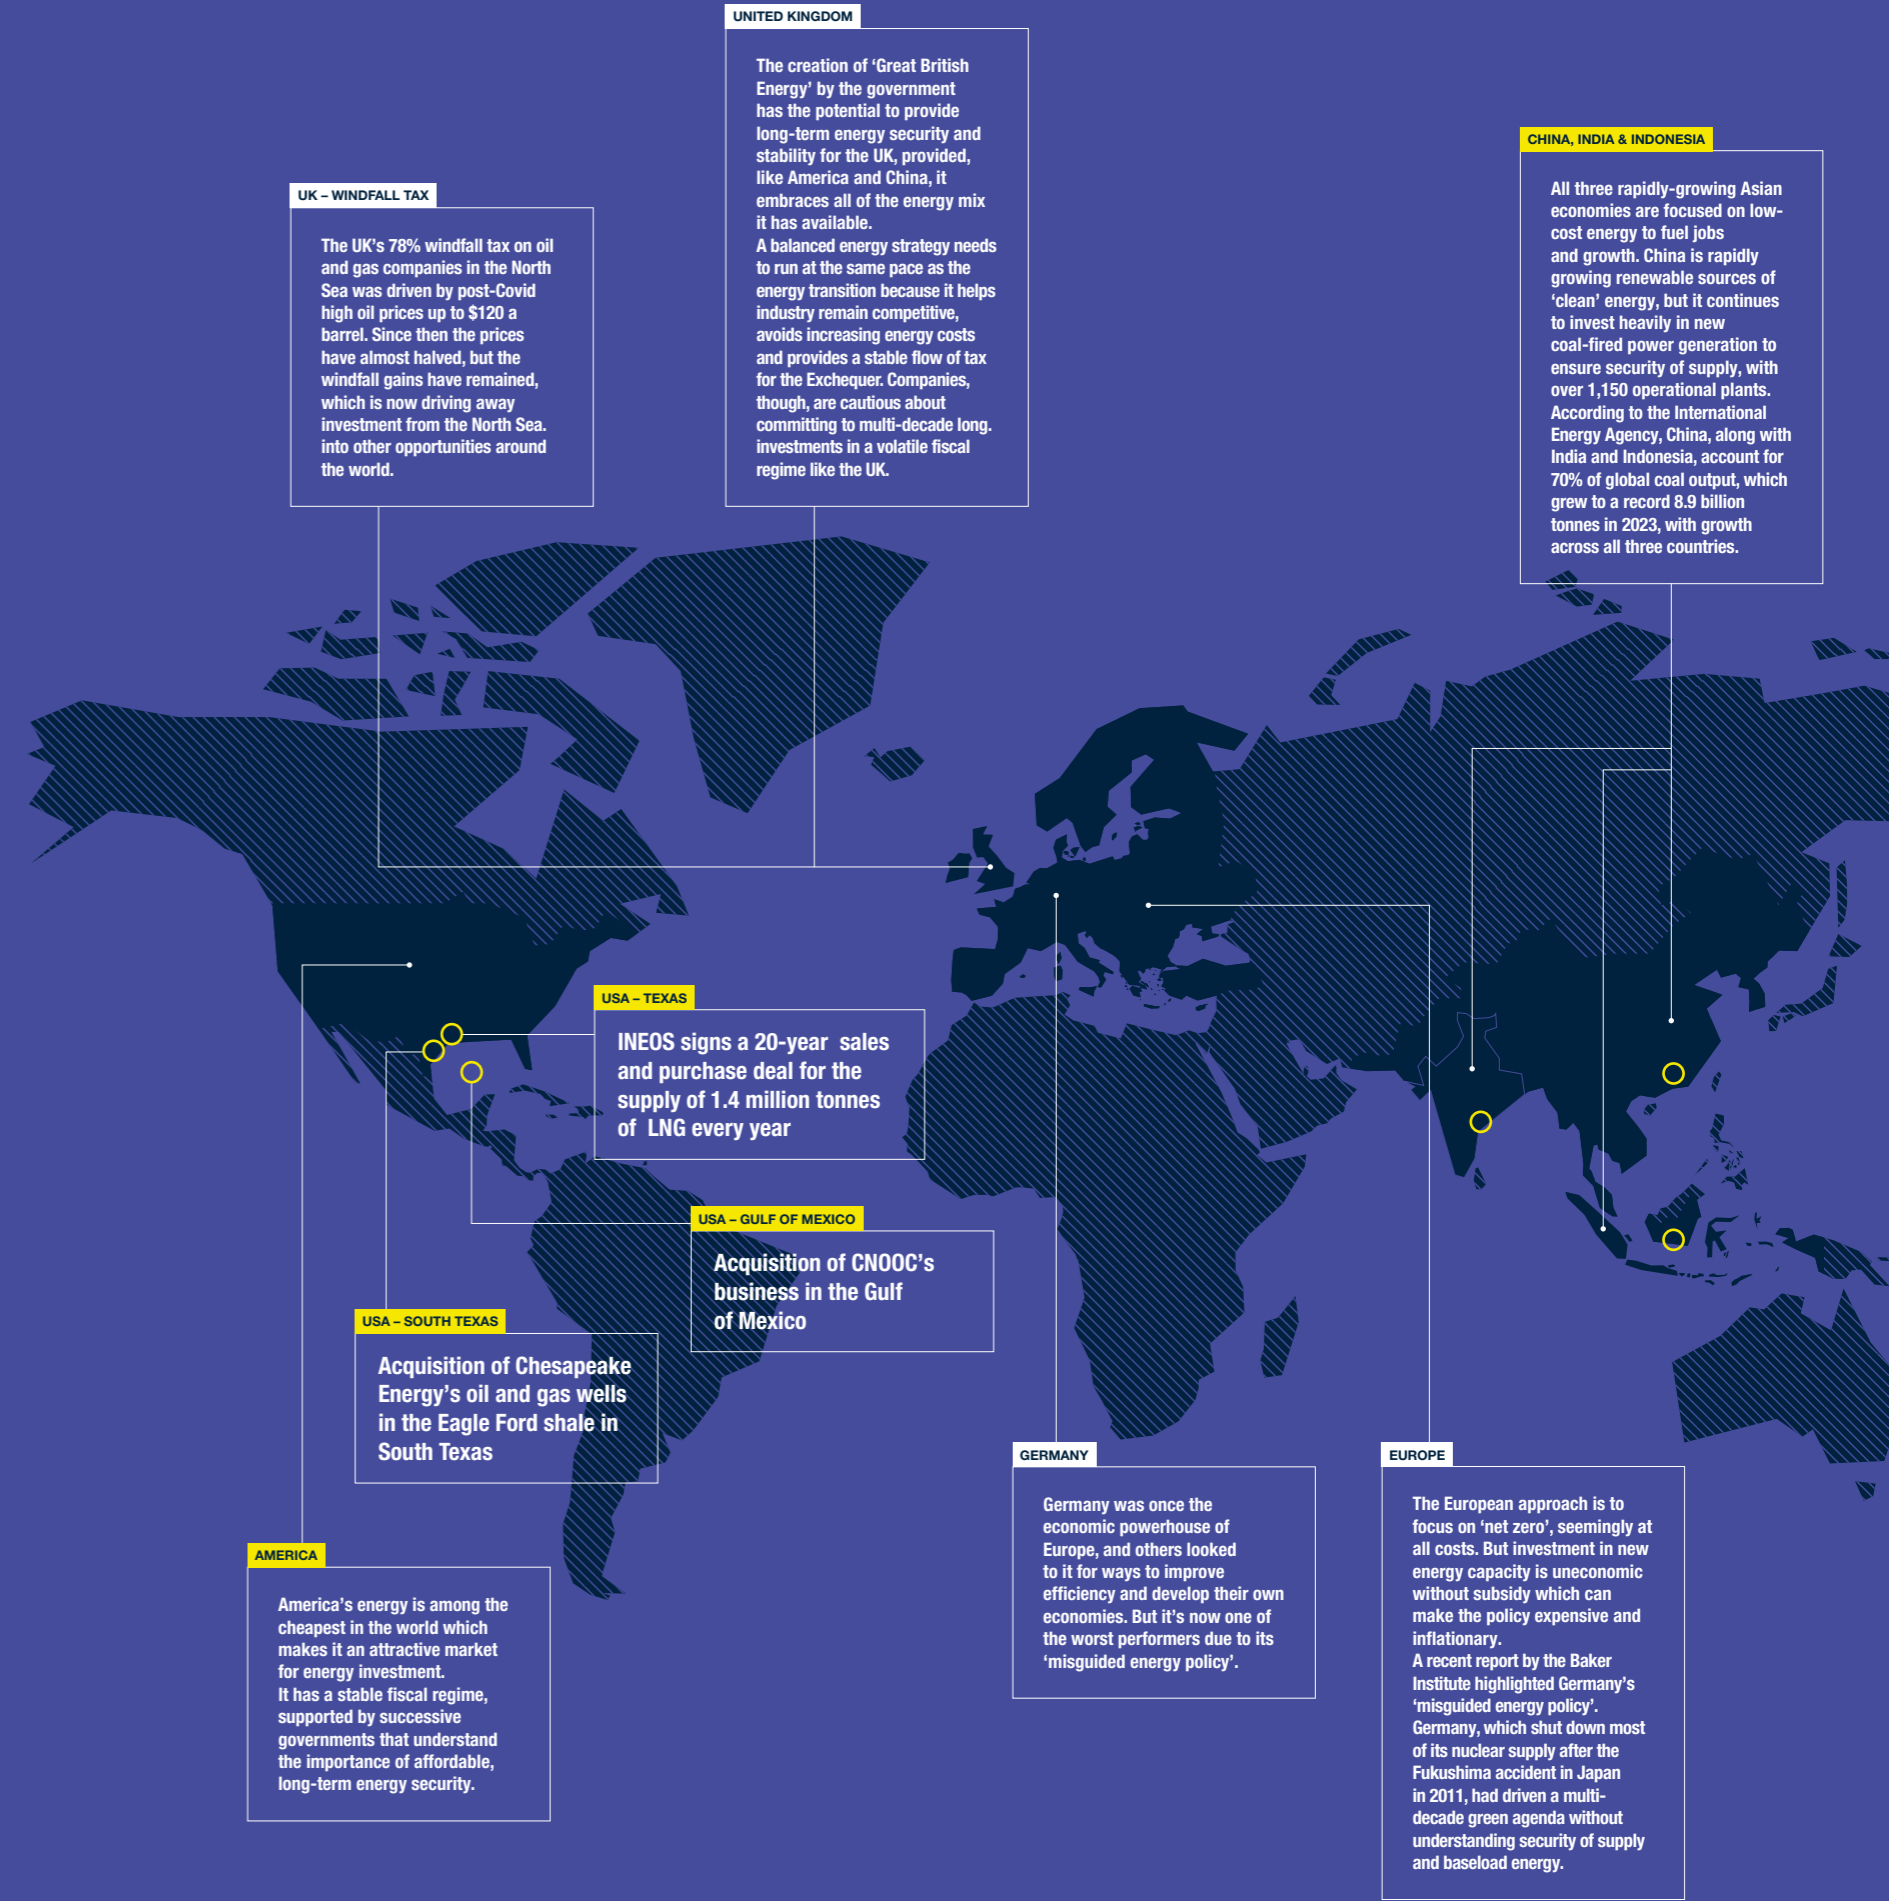 UNITED KINGDOM
The creation of ‘Great British
Energy’ by the government
has the potential to provide
long-term energy security and
stability for the UK, provided,
like America and China, it
embraces all of the energy mix
it has available.
A balanced energy strategy needs
to run at the same pace as the
energy transition because it helps
industry remain competitive,
avoids increasing energy costs
and provides a stable flow of tax
for the Exchequer. Companies,
though, are cautious about
committing to multi-decade long.
investments in a volatile fiscal
regime like the UK.
CHINA, INDIA & INDONESIA
All three rapidly-growing Asian
economies are focused on low-
cost energy to fuel jobs
and growth. China is rapidly
growing renewable sources of
‘clean’ energy, but it continues
to invest heavily in new
coal-fired power generation to
ensure security of supply, with
over 1,150 operational plants.
According to the International
Energy Agency, China, along with
India and Indonesia, account for
70% of global coal output, which
grew to a record 8.9 billion
tonnes in 2023, with growth
across all three countries.
UK – WINDFALL TAX
The UK’s 78% windfall tax on oil
and gas companies in the North
Sea was driven by post-Covid
high oil prices up to $120 a
barrel. Since then the prices
have almost halved, but the
windfall gains have remained,
which is now driving away
investment from the North Sea.
into other opportunities around
the world.
USA – TEXAS
INEOS signs a 20-year sales
and purchase deal for the
supply of 1.4 million tonnes
of LNG every year
USA – GULF OF MEXICO
Acquisition of CNOOC’s
business in the Gulf
of Mexico
USA – SOUTH TEXAS
Acquisition of Chesapeake
Energy’s oil and gas wells
in the Eagle Ford shale in
South Texas
AMERICA
America’s energy is among the
cheapest in the world which
makes it an attractive market
for energy investment.
It has a stable fiscal regime,
supported by successive
governments that understand
the importance of affordable,
long-term energy security.
GERMANY
Germany was once the
economic powerhouse of
Europe, and others looked
to it for ways to improve
efficiency and develop their own
economies. But it’s now one of
the worst performers due to its
‘misguided energy policy’.
EUROPE
The European approach is to
focus on ‘net zero’, seemingly at
all costs. But investment in new
energy capacity is uneconomic
without subsidy which can
make the policy expensive and
inflationary.
A recent report by the Baker
Institute highlighted Germany’s
‘misguided energy policy’.
Germany, which shut down most
of its nuclear supply after the
Fukushima accident in Japan
in 2011, had driven a multi-
decade green agenda without
understanding security of supply
and baseload energy.